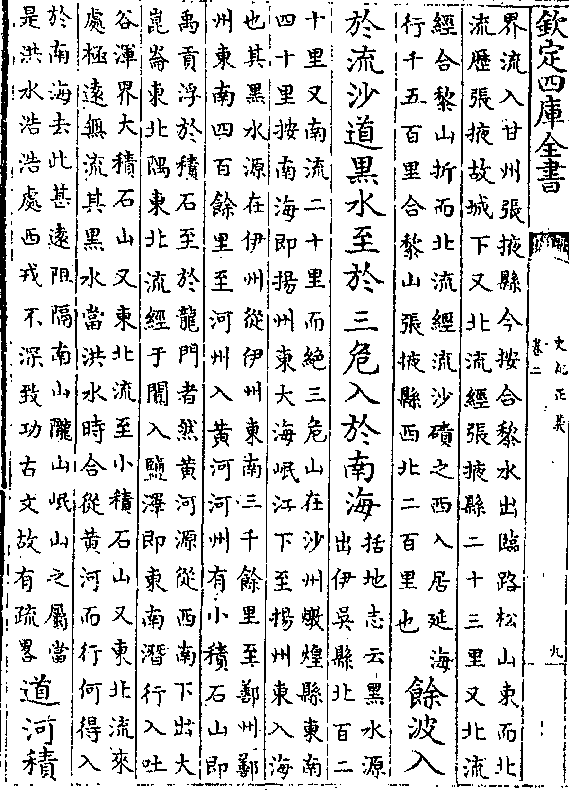 欽定四庫全書
史記正義
卷二
九
界流入甘州張掖縣今按合黎水出臨路松山東而北
流歷張掖故城下又北流經張掖縣二十三里又北流
經合黎山折而北流經流沙磧之西入居延海
行千五百里合黎山張掖縣西北二百里也
餘波入
於流沙道黑水至於三危入於南海
括地志云黑水源
出伊吳縣北百二
十里又南流二十里而絶三危山在沙州燉煌縣東南
四十里按南海即揚州東大海岷江下至揚州東入海
也其黑水源在伊州從伊州東南三千餘里至鄯州鄯
州東南四百餘里至河州入黄河河州有小積石山即
禹貢浮於積石至於龍門者然黄河源從西南下出大
崑崙東北隅東北流經于闐入鹽澤即東南潛行入吐
谷渾界大積石山又東北流至小積石山又東北流來
處極遠無流其黑水當洪水時合從黄河而行何得入
於南海去此甚遠阻隔南山隴山岷山之屬當
是洪水浩浩處西戎不深致功古文故有疏畧
道河積